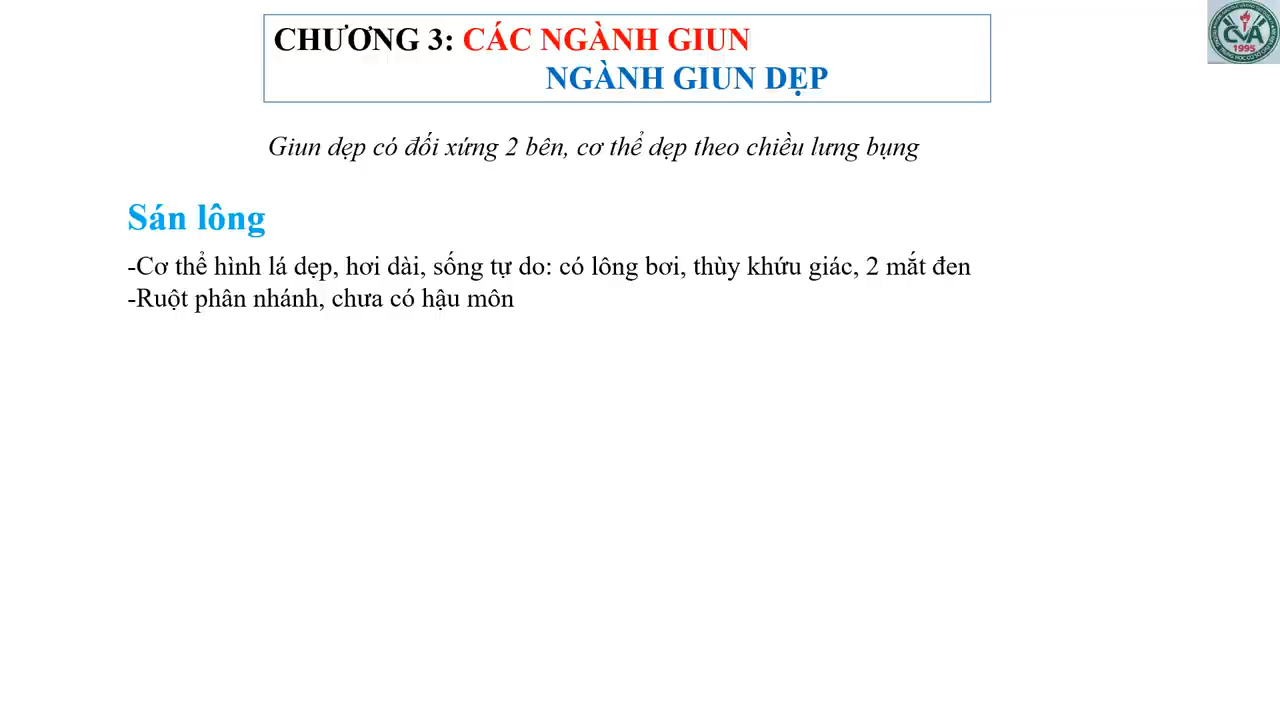 CHƯƠNG 3: CÁC NGÀNH GIUN
NGÀNH GIUN DẸP
CVA
1995
Giun dẹp có đối xứng 2 bên, cơ thể dẹp theo chiều lưng bụng
Sán lông
-Cơ thể hình lá dẹp, hơi dài, sống tự do: có lông bơi, thùy khứu giác, 2 mắt đen
-Ruột phân nhánh, chưa có hậu môn